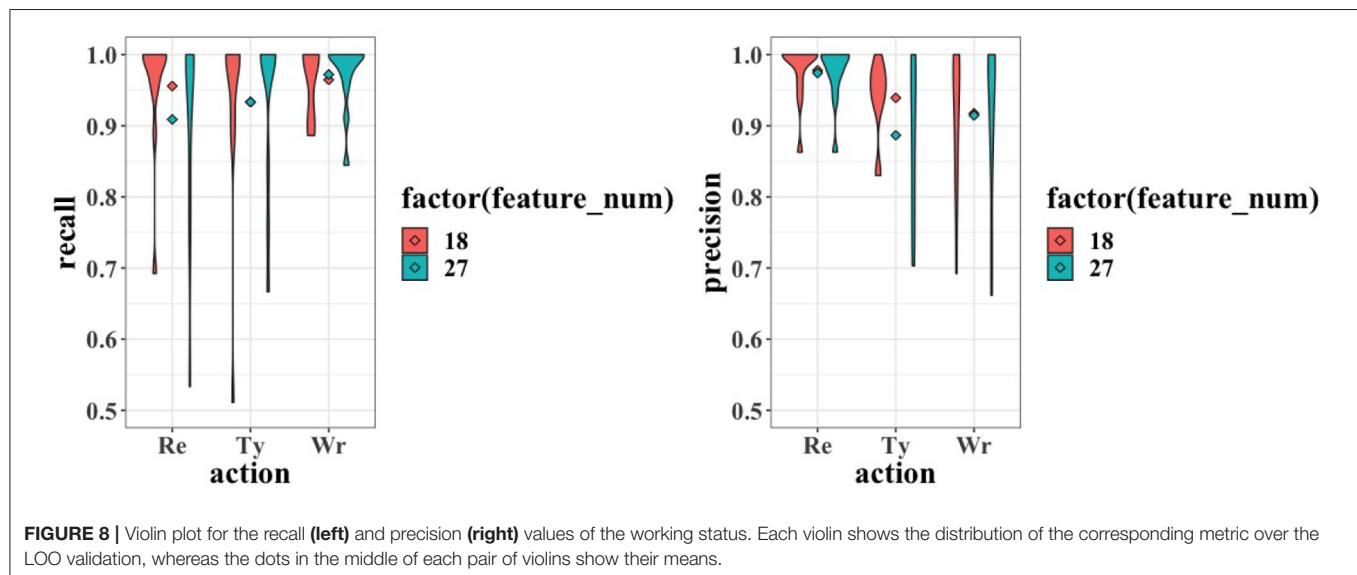 1.0
0.9
0.8
0.7
0.6
0.5
recall
Re Ty Wr
action
factor(feature_num)
18
27
1.0
0.9
0.8
0.7
0.6
0.5
precision
Re Ty Wr
action
factor(feature_num)
18
27
FIGURE 8 | Violin plot for the recall (left) and precision (right) values of the working status. Each violin shows the distribution of the corresponding metric over the
LOO validation, whereas the dots in the middle of each pair of violins show their means.